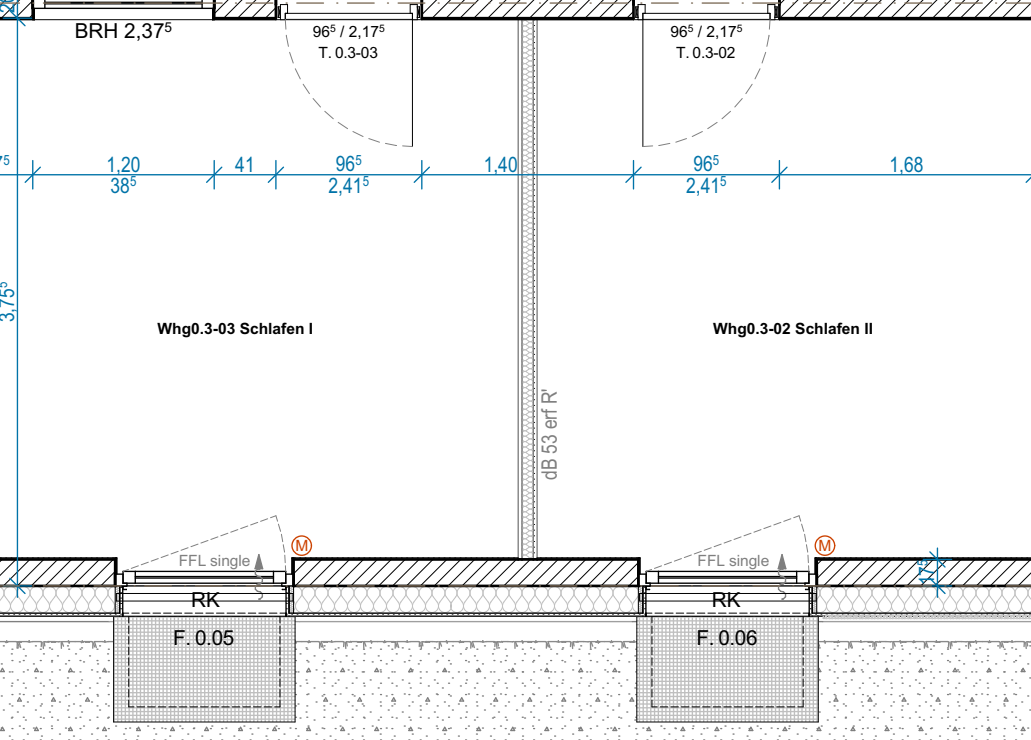 BRH 2,37⁵
96⁵ / 2,17⁵
T. 0.3-03
96⁵ / 2,17⁵
T. 0.3-02
1,20
38⁵
41
96⁵
2,41⁵
1,40
96⁵
2,41⁵
1,68
3,75⁵
Whg0.3-03 Schlafen I
Whg0.3-02 Schlafen II
dB 53 erf R'
FFL single
M
FFL single
M
17⁵
RK
RK
F. 0.05
F. 0.06